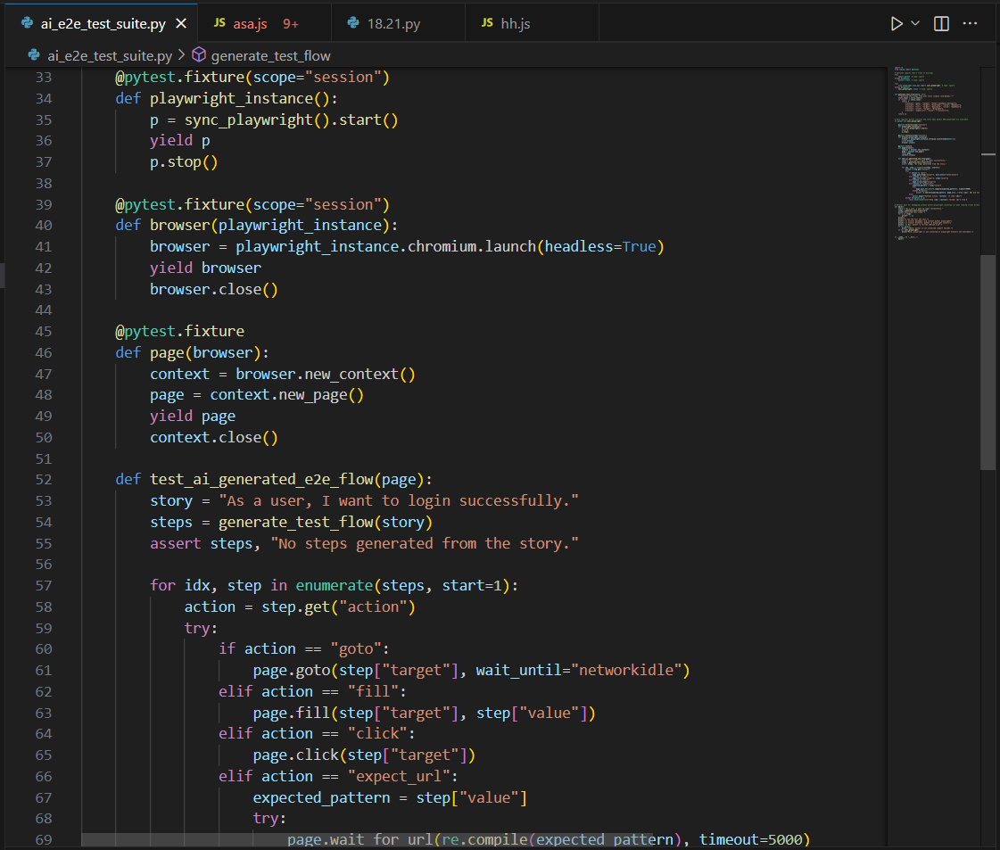 ai_e2e_test_suite.py
JS asa.js 9+
18.21.py
JS hh.js
ai_e2e_test_suite.py > generate_test_flow
33 @pytest.fixture(scope="session")
34 def playwright_instance():
35 p = sync_playwright().start()
36 yield p
37 p.stop()
38
39 @pytest.fixture(scope="session")
40 def browser(playwright_instance):
41 browser = playwright_instance.chromium.launch(headless=True)
42 yield browser
43 browser.close()
44
45 @pytest.fixture
46 def page(browser):
47 context = browser.new_context()
48 page = context.new_page()
49 yield page
50 context.close()
51
52 def test_ai_generated_e2e_flow(page):
53 story = "As a user, I want to login successfully."
54 steps = generate_test_flow(story)
55 assert steps, "No steps generated from the story."
56
57 for idx, step in enumerate(steps, start=1):
58 action = step.get("action")
59 try:
60 if action == "goto":
61 page.goto(step["target"], wait_until="networkidle")
62 elif action == "fill":
63 page.fill(step["target"], step["value"])
64 elif action == "click":
65 page.click(step["target"])
66 elif action == "expect_url":
67 expected_pattern = step["value"]
68 try:
69 page.wait_for_url(re.compile(expected_pattern), timeout=5000)